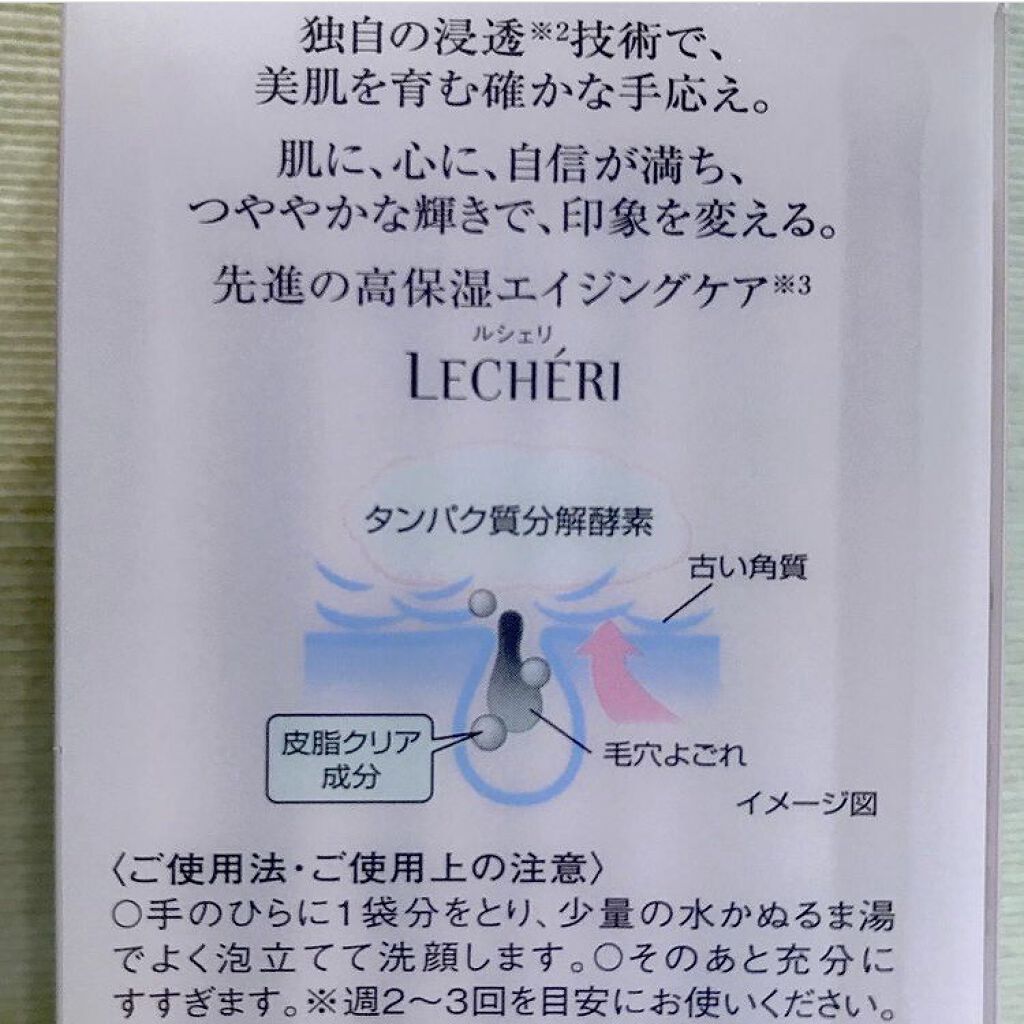 独自の浸透※2技術で、
美肌を育む確かな手応え。
肌に、心に、自信が満ち、
つややかな輝きで、印象を変える。
先進の高保湿エイジングケア※3
ルシェリ
LECHÉRI
タンパク質分解酵素
古い角質
皮脂クリア
成分
毛穴よごれ
イメージ図
〈ご使用法・ご使用上の注意〉
○手のひらに1袋分をとり、少量の水かぬるま湯
でよく泡立てて洗顔します。○そのあと充分に
すすぎます。※週2～3回を目安にお使いください。